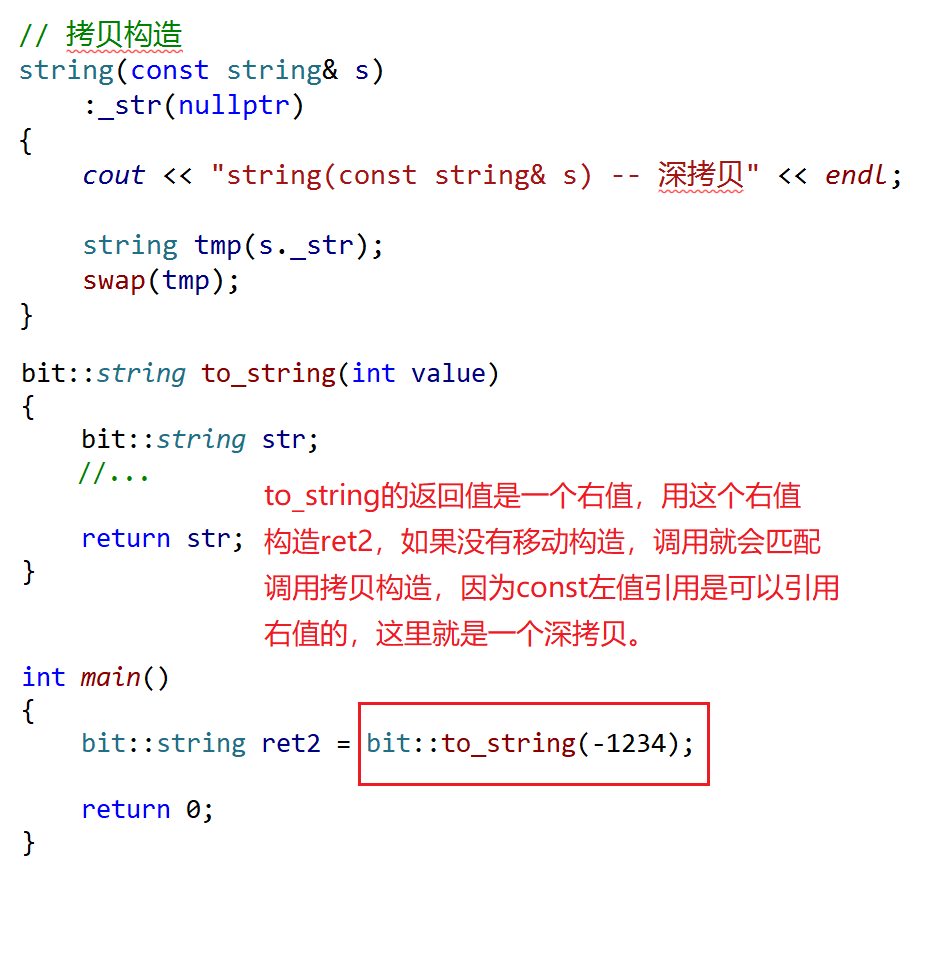 // 拷贝构造
string(const string& s)
    :_str(nullptr)
{
    cout << "string(const string& s) -- 深拷贝" << endl;
    string tmp(s._str);
    swap(tmp);
}
bit::string to_string(int value)
{
    bit::string str;
    //...
to_string的返回值是一个右值，用这个右值
    return str;
构造ret2，如果没有移动构造，调用就会匹配
}
调用拷贝构造，因为const左值引用是可以引用
右值的，这里就是一个深拷贝。
int main()
{
    bit::string ret2 = bit::to_string(-1234);
    return 0;
}